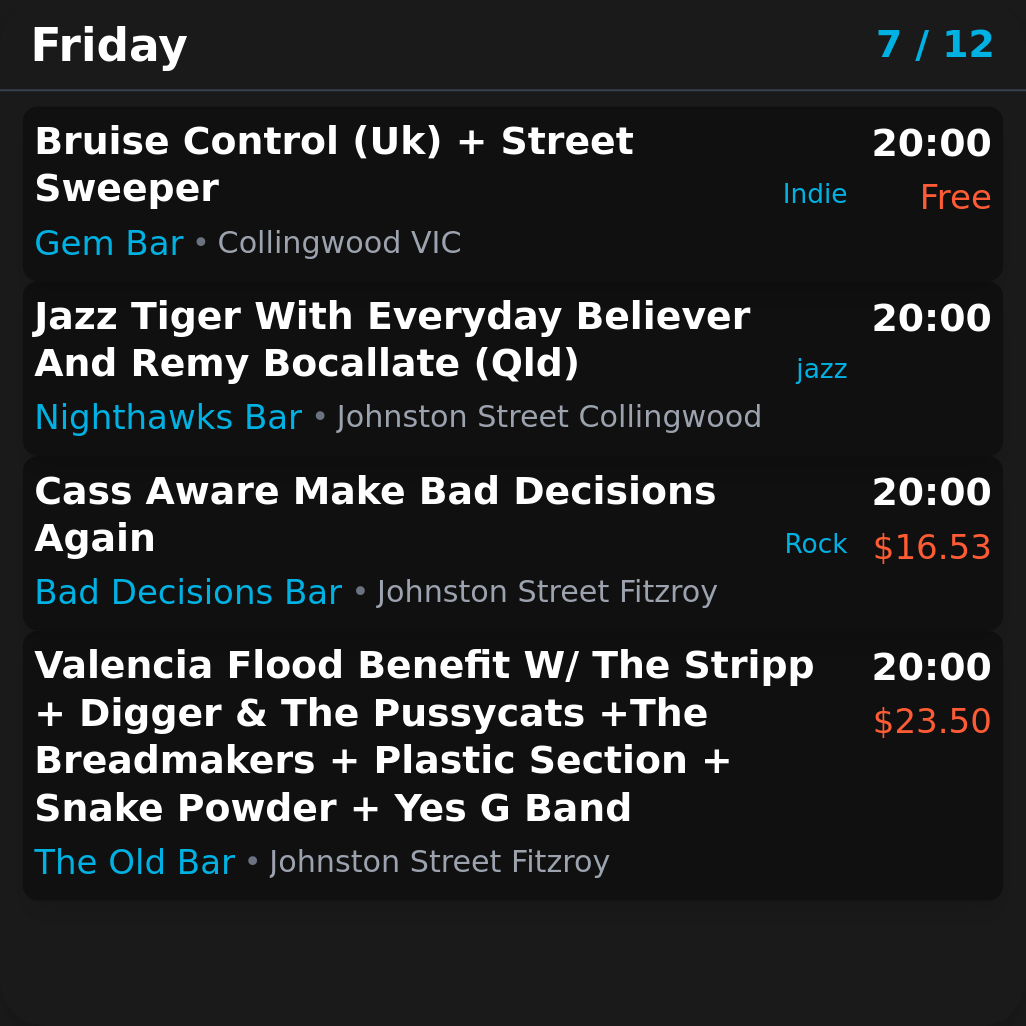 Friday
7 / 12
Bruise Control (Uk) + Street
Sweeper
Indie
20:00
Free
Gem Bar • Collingwood VIC
Jazz Tiger With Everyday Believer
And Remy Bocallate (Qld)
jazz
20:00
Nighthawks Bar • Johnston Street Collingwood
Cass Aware Make Bad Decisions
Again
Rock
20:00
$16.53
Bad Decisions Bar • Johnston Street Fitzroy
Valencia Flood Benefit W/ The Stripp
+ Digger & The Pussycats +The
Breadmakers + Plastic Section +
Snake Powder + Yes G Band
20:00
$23.50
The Old Bar • Johnston Street Fitzroy